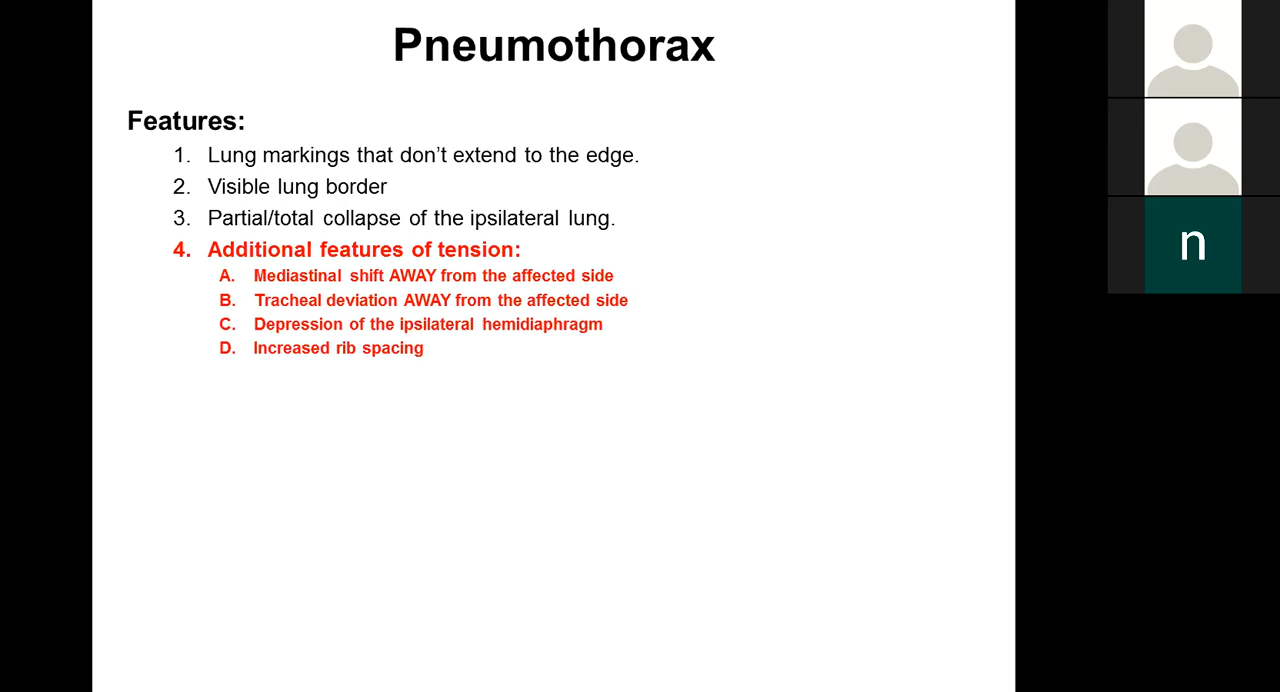 Pneumothorax
Features:
1. Lung markings that don’t extend to the edge.
2. Visible lung border
3. Partial/total collapse of the ipsilateral lung.
4. Additional features of tension:
A. Mediastinal shift AWAY from the affected side
B. Tracheal deviation AWAY from the affected side
C. Depression of the ipsilateral hemidiaphragm
D. Increased rib spacing
n